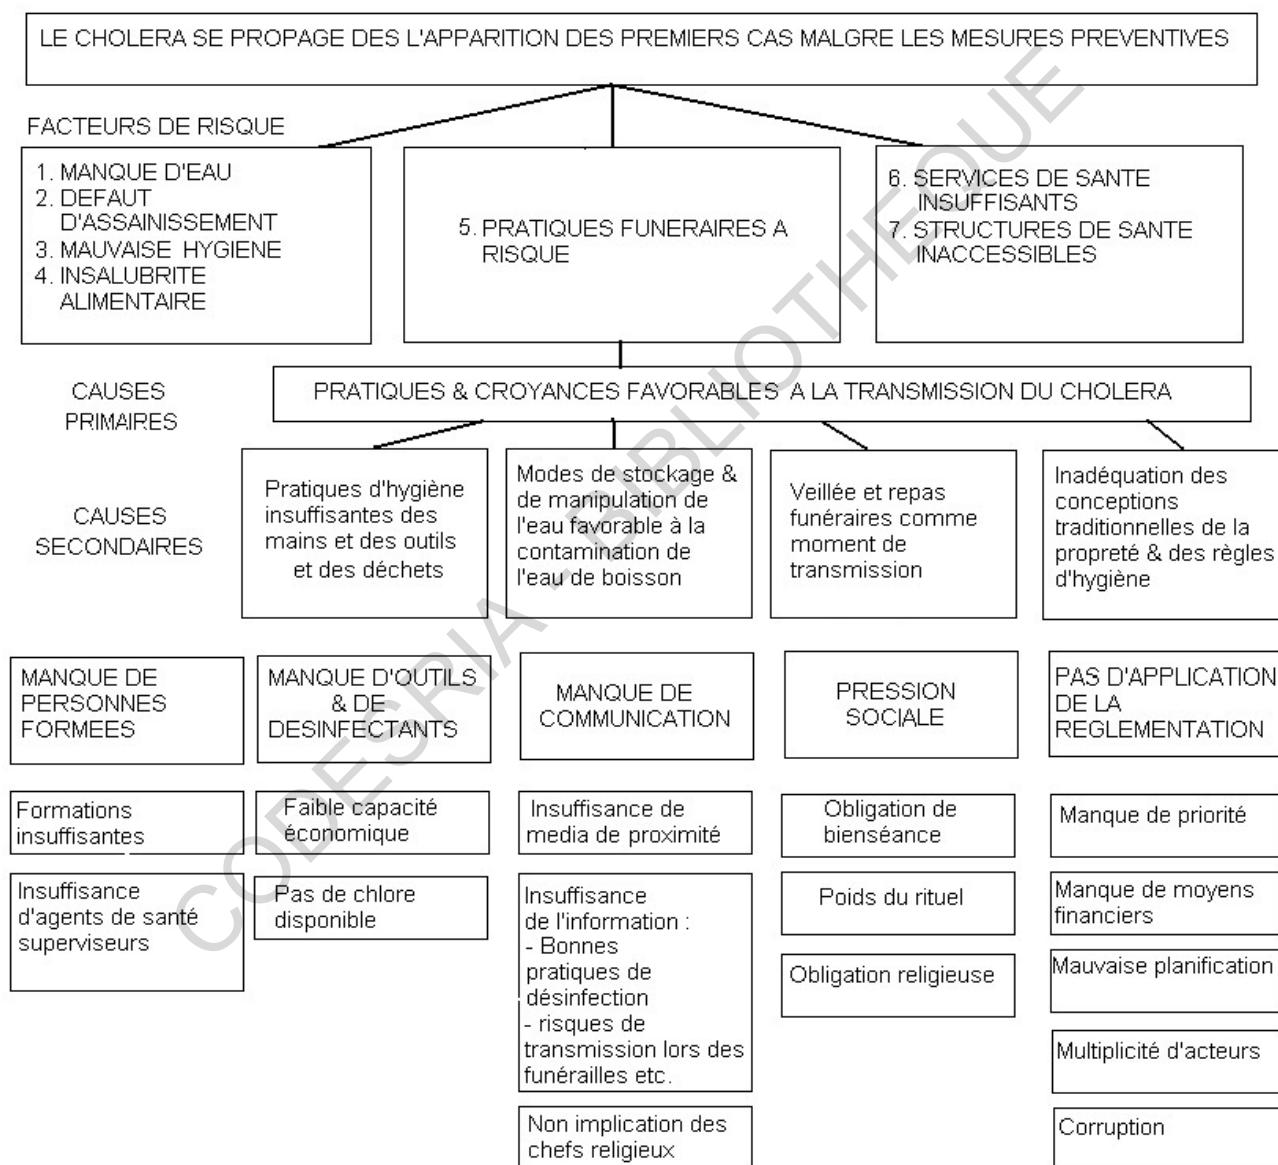 LE CHOLERA SE PROPAGE DES L'APPARITION DES PREMIERS CAS MALGRE LES MESURES PREVENTIVES
FACTEURS DE RISQUE
1. MANQUE D'EAU
2. DEFAUT
D'ASSAINISSEMENT
3. MAUVAISE HYGIENE
4. INSALUBRITE
ALIMENTAIRE
5. PRATIQUES FUNERAIRES A
RISQUE
6. SERVICES DE SANTE
INSUFFISANTS
7. STRUCTURES DE SANTE
INACCESSIBLES
CAUSES
PRIMAIRES
PRATIQUES & CROYANCES FAVORABLES A LA TRANSMISSION DU CHOLERA
CAUSES
SECONDAIRES
Pratiques d'hygiène
insuffisantes des
mains et des outils
et des déchets
Modes de stockage &
de manipulation de
l'eau favorable à la
contamination de
l'eau de boisson
Veillée et repas
funéraires comme
moment de
transmission
Inadéquation des
conceptions
traditionnelles de la
propreté & des règles
d'hygiène
MANQUE DE
PERSONNES
FORMEES
MANQUE D'OUTILS
& DE
DESINFECTANTS
MANQUE DE
COMMUNICATION
PRESSION
SOCIALE
PAS D'APPLICATION
DE LA
REGLEMENTATION
Formations
insuffisantes
Insuffisance
d'agents de santé
superviseurs
Faible capacité
économique
Pas de chlore
disponible
Insuffisance de
media de proximité
Insuffisance
de l'information :
- Bonnes
pratiques de
désinfection
- risques de
transmission lors des
funérailles etc.
Non implication des
chefs religieux
Obligation de
bienséance
Poids du rituel
Obligation religieuse
Manque de priorité
Manque de moyens
financiers
Mauvaise planification
Multiplicité d'acteurs
Corruption
CODESRIA - BIBLIOTHEQUE